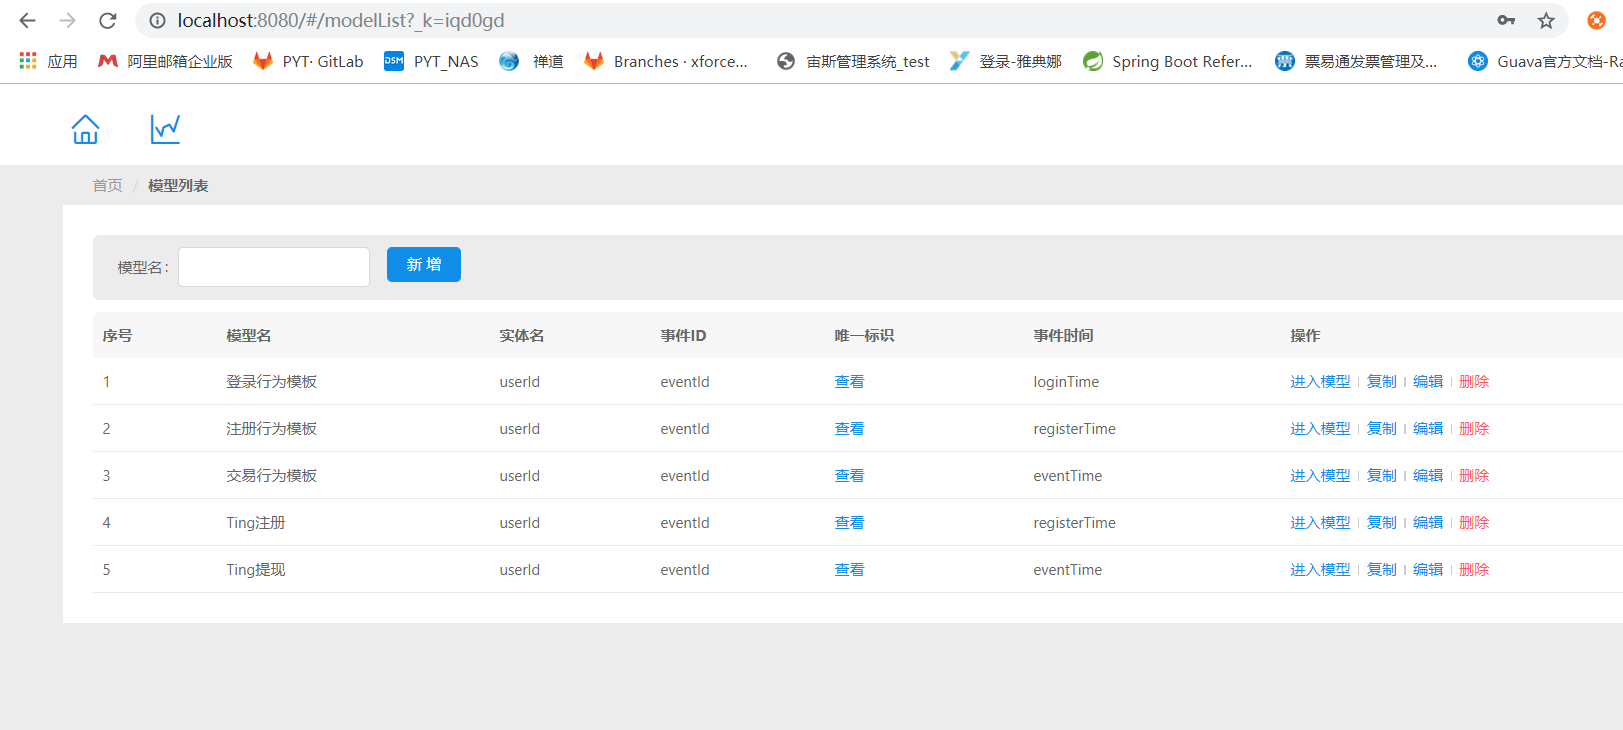 localhost:8080/#/modelList?_k=iqd0gd
应用 阿里邮箱企业版 PYT· GitLab DSM PYT_NAS 禅道 Branches · xforce... 宙斯管理系统_test 登录-雅典娜 Spring Boot Refer... 票易通发票管理及... Guava官方文档-Ra
首页 / 模型列表
模型名: 新 增
序号 模型名 实体名 事件ID 唯一标识 事件时间 操作
1 登录行为模板 userId eventId 查看 loginTime 进入模型 | 复制 | 编辑 | 删除
2 注册行为模板 userId eventId 查看 registerTime 进入模型 | 复制 | 编辑 | 删除
3 交易行为模板 userId eventId 查看 eventTime 进入模型 | 复制 | 编辑 | 删除
4 Ting注册 userId eventId 查看 registerTime 进入模型 | 复制 | 编辑 | 删除
5 Ting提现 userId eventId 查看 eventTime 进入模型 | 复制 | 编辑 | 删除